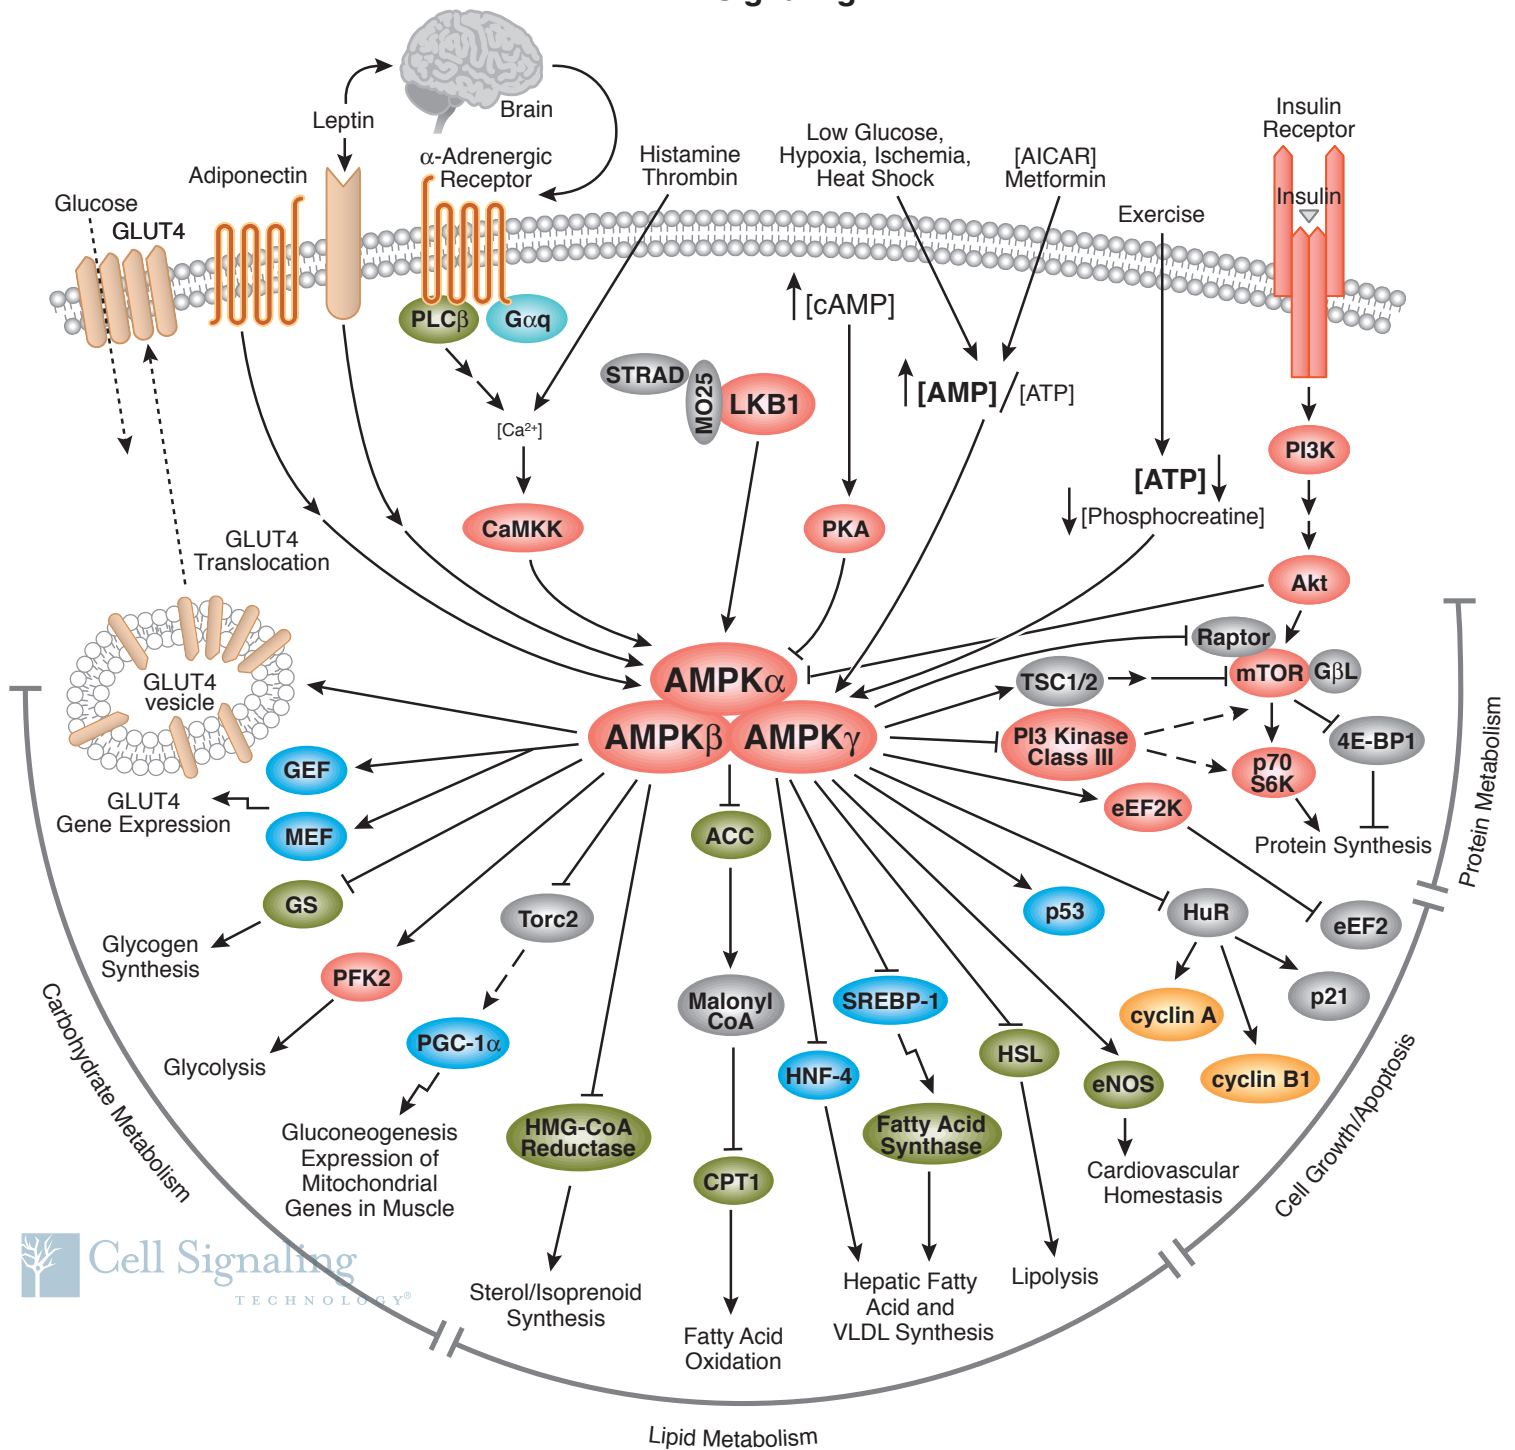 Brain
Leptin
Insulin
Receptor
Low Glucose,
Hypoxia, Ischemia,
Heat Shock
[AICAR]
Metformin
Histamine
Thrombin
α-Adrenergic
Receptor
Adiponectin
Glucose
GLUT4
Exercise
Insulin
PLCβ
Gαq
[cAMP]
STRAD
MO25
LKB1
[AMP]
/
[ATP]
[Ca²⁺]
PI3K
[ATP]
[Phosphocreatine]
CaMKK
PKA
GLUT4
Translocation
Akt
Raptor
mTOR
GβL
TSC1/2
AMPKα
AMPKβ
AMPKγ
GLUT4
vesicle
PI3 Kinase
Class III
4E-BP1
p70
S6K
GEF
GLUT4
Gene Expression
MEF
eEF2K
Protein Synthesis
Protein Metabolism
ACC
GS
Torc2
p53
HuR
eEF2
Glycogen
Synthesis
PFK2
Malonyl
CoA
SREBP-1
cyclin A
p21
Glycolysis
PGC-1α
HNF-4
HSL
eNOS
cyclin B1
Carbohydrate Metabolism
Cell Growth/Apoptosis
Gluconeogenesis
Expression of
Mitochondrial
Genes in Muscle
HMG-CoA
Reductase
CPT1
Fatty Acid
Synthase
Cardiovascular
Homestasis
Cell Signaling
TECHNOLOGY®
Sterol/Isoprenoid
Synthesis
Fatty Acid
Oxidation
Hepatic Fatty
Acid and
VLDL Synthesis
Lipolysis
Lipid Metabolism